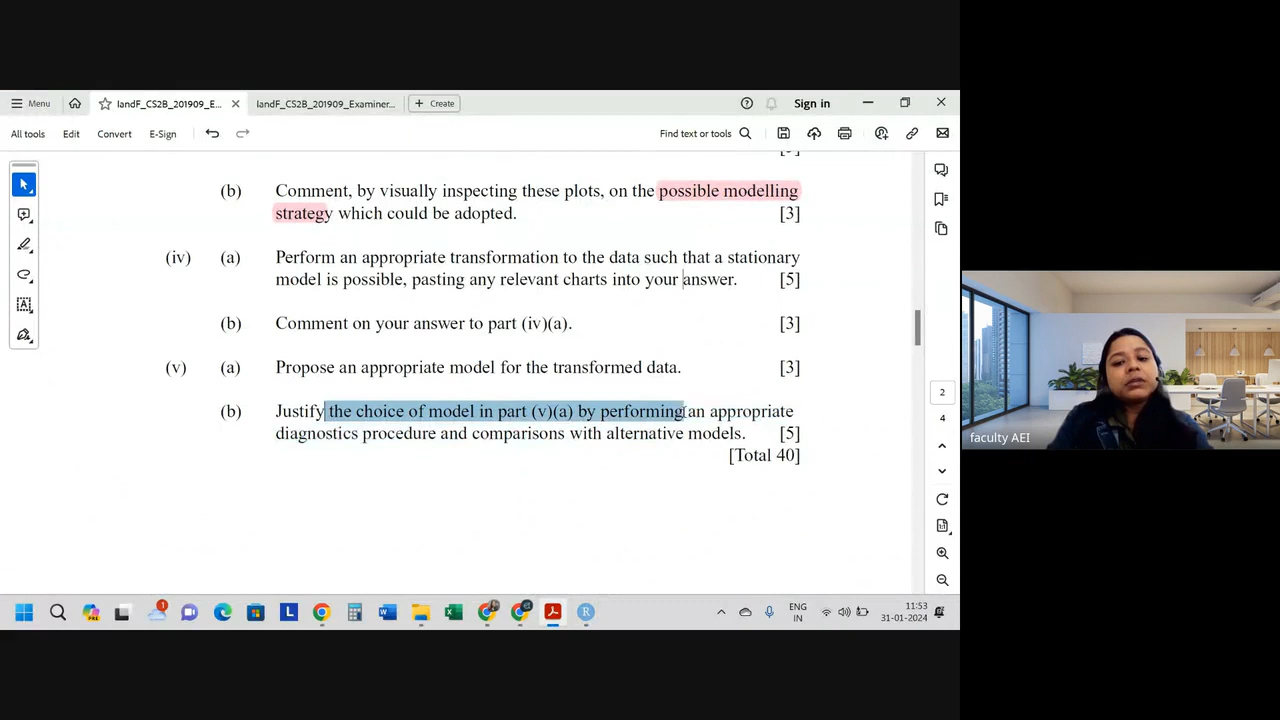 Menu
IandF_CS2B_201909_E...
IandF_CS2B_201909_Examiner...
Create
Sign in
All tools
Edit
Convert
E-Sign
Find text or tools
(b) Comment, by visually inspecting these plots, on the possible modelling
strategy which could be adopted. [3]
(iv) (a) Perform an appropriate transformation to the data such that a stationary
model is possible, pasting any relevant charts into your answer. [5]
(b) Comment on your answer to part (iv)(a). [3]
(v) (a) Propose an appropriate model for the transformed data. [3]
(b) Justify the choice of model in part (v)(a) by performing an appropriate
diagnostics procedure and comparisons with alternative models. [5]
[Total 40]
2
4
faculty AEI
ENG
IN
11:53
31-01-2024